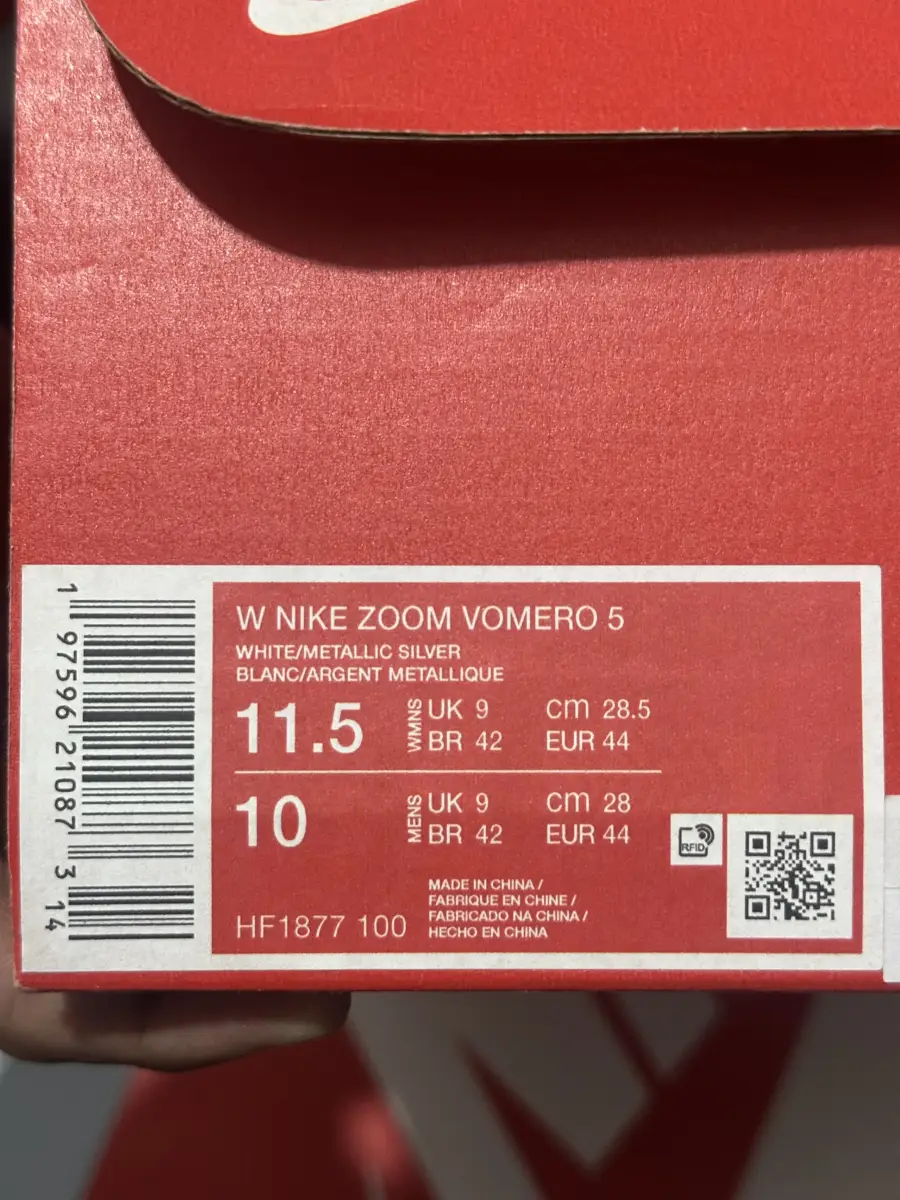 W NIKE ZOOM VOMERO 5
WHITE/METALLIC SILVER
BLANC/ARGENT METALLIQUE
11.5 WMNS UK 9 cm 28.5
BR 42 EUR 44
10 MENS UK 9 cm 28
BR 42 EUR 44
RFID
MADE IN CHINA /
FABRIQUE EN CHINE /
FABRICADO NA CHINA /
HECHO EN CHINA
HF1877 100
1 97596 21087 3 14